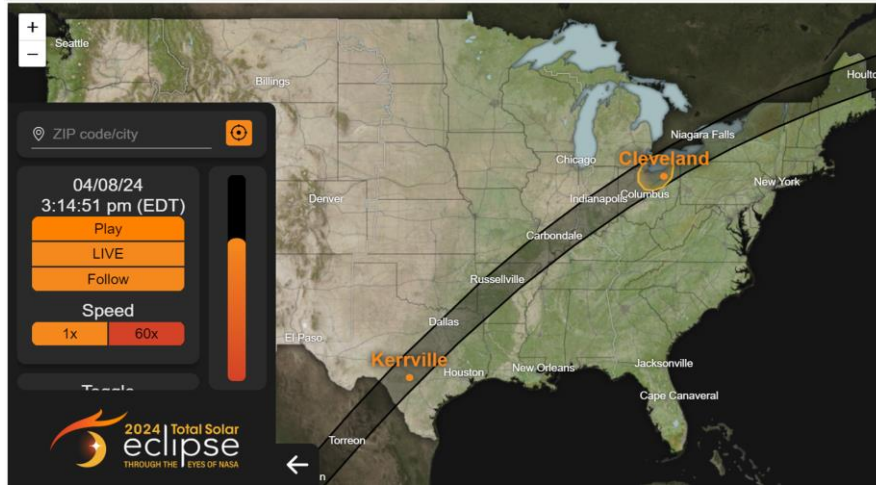 +
Seattle
−
Billings
Houlto
ZIP code/city
Niagara Falls
Chicago
Cleveland
04/08/24
3:14:51 pm (EDT)
Denver
Indianapolis
Columbus
New York
Play
LIVE
Follow
Carbondale
Russellville
Speed
1x
60x
Dallas
El Paso
Kerrville
Houston
New Orleans
Jacksonville
Cape Canaveral
2024 Total Solar
eclipse
THROUGH THE EYES OF NASA
Torreon
n